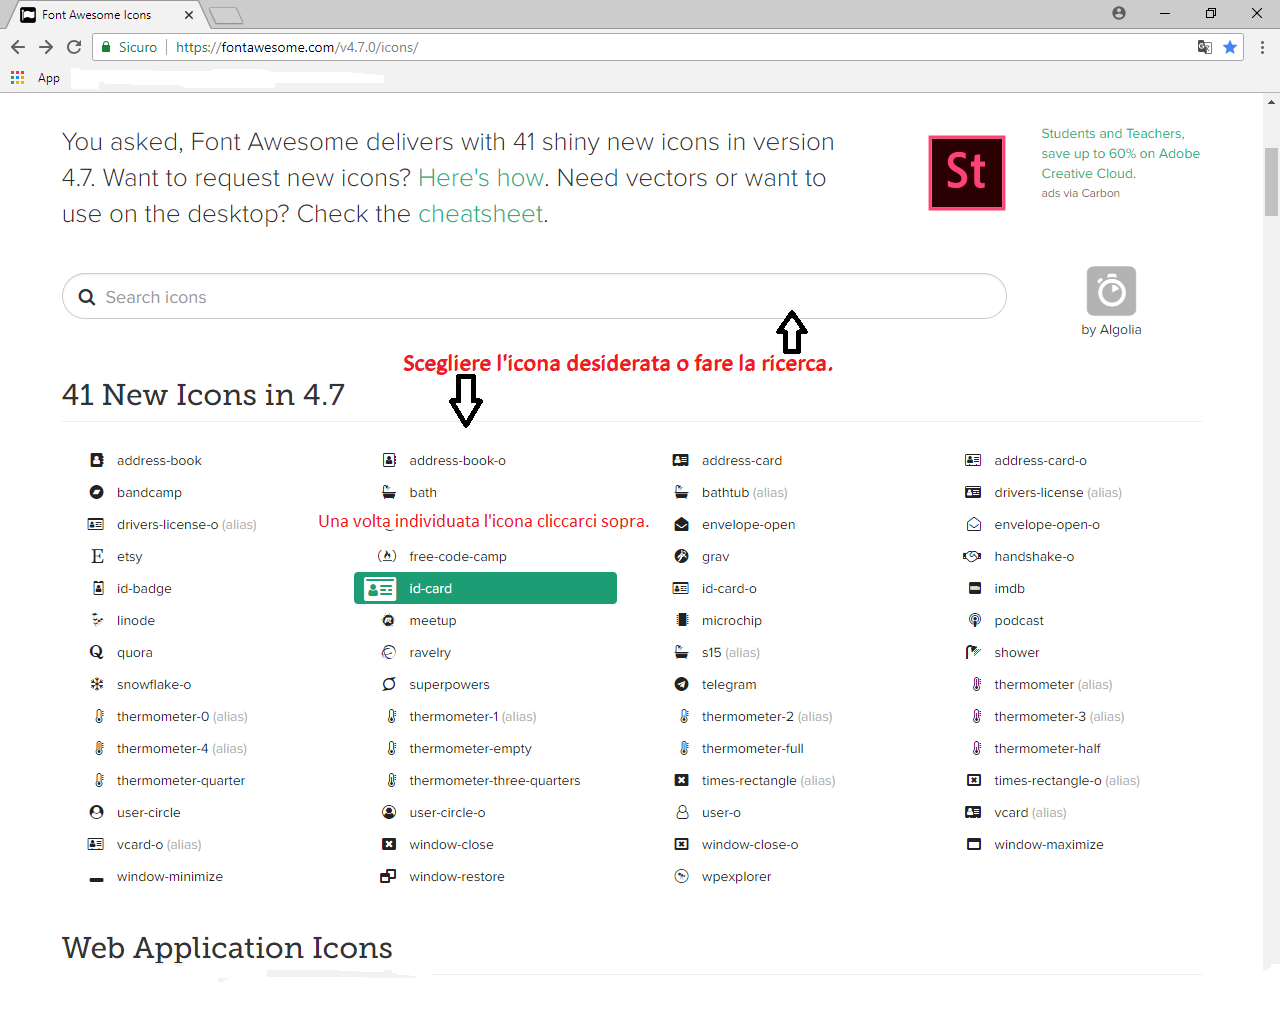 Font Awesome Icons
Sicuro https://fontawesome.com/v4.7.0/icons/
App
You asked, Font Awesome delivers with 41 shiny new icons in version
4.7. Want to request new icons? Here's how. Need vectors or want to
use on the desktop? Check the cheatsheet.
St
Students and Teachers,
save up to 60% on Adobe
Creative Cloud.
ads via Carbon
Search icons
by Algolia
Scegliere l'icona desiderata o fare la ricerca.
41 New Icons in 4.7
address-book address-book-o address-card address-card-o
bandcamp bath bathtub (alias) drivers-license (alias)
drivers-license-o (alias) Una volta individuata l'icona cliccarci sopra. envelope-open envelope-open-o
etsy free-code-camp grav handshake-o
id-badge id-card id-card-o imdb
linode meetup microchip podcast
quora ravelry s15 (alias) shower
snowflake-o superpowers telegram thermometer (alias)
thermometer-0 (alias) thermometer-1 (alias) thermometer-2 (alias) thermometer-3 (alias)
thermometer-4 (alias) thermometer-empty thermometer-full thermometer-half
thermometer-quarter thermometer-three-quarters times-rectangle (alias) times-rectangle-o (alias)
user-circle user-circle-o user-o vcard (alias)
vcard-o (alias) window-close window-close-o window-maximize
window-minimize window-restore wpexplorer
Web Application Icons